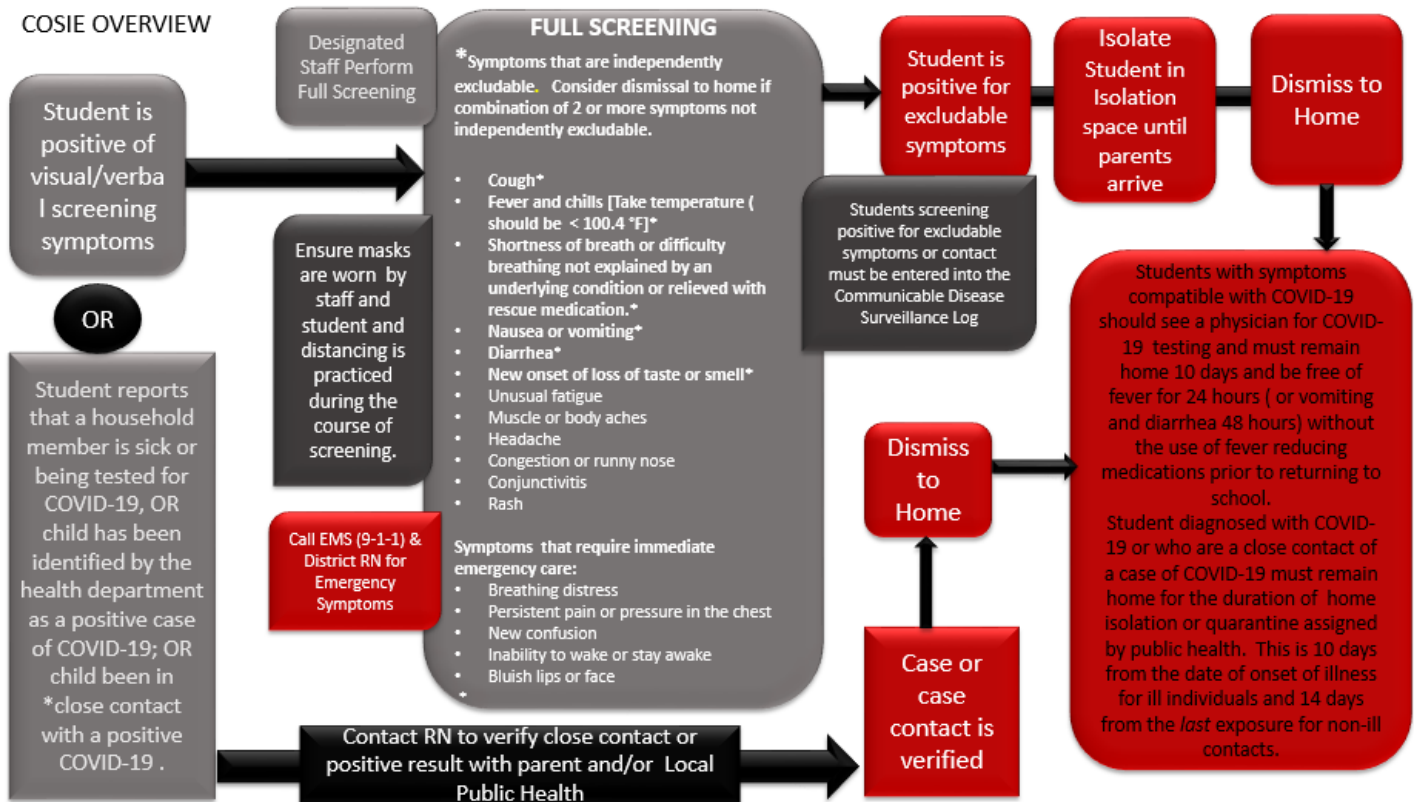 COSIE OVERVIEW
Student is
positive of
visual/verba
l screening
symptoms
OR
Student reports
that a household
member is sick or
being tested for
COVID-19, OR
child has been
identified by the
health department
as a positive case
of COVID-19; OR
child been in
*close contact
with a positive
COVID-19 .
Designated
Staff Perform
Full Screening
Ensure masks
are worn by
staff and
student and
distancing is
practiced
during the
course of
screening.
Call EMS (9-1-1) &
District RN for
Emergency
Symptoms
FULL SCREENING
*Symptoms that are independently
excludable. Consider dismissal to home if
combination of 2 or more symptoms not
independently excludable.
• Cough*
• Fever and chills [Take temperature (
should be < 100.4 °F]*
• Shortness of breath or difficulty
breathing not explained by an
underlying condition or relieved with
rescue medication.*
• Nausea or vomiting*
• Diarrhea*
• New onset of loss of taste or smell*
• Unusual fatigue
• Muscle or body aches
• Headache
• Congestion or runny nose
• Conjunctivitis
• Rash
Symptoms that require immediate
emergency care:
• Breathing distress
• Persistent pain or pressure in the chest
• New confusion
• Inability to wake or stay awake
• Bluish lips or face
*
Contact RN to verify close contact or
positive result with parent and/or Local
Public Health
Student is
positive for
excludable
symptoms
Students screening
positive for excludable
symptoms or contact
must be entered into the
Communicable Disease
Surveillance Log
Isolate
Student in
Isolation
space until
parents
arrive
Dismiss to
Home
Dismiss
to
Home
Case or
case
contact is
verified
Students with symptoms
compatible with COVID-19
should see a physician for COVID-
19 testing and must remain
home 10 days and be free of
fever for 24 hours ( or vomiting
and diarrhea 48 hours) without
the use of fever reducing
medications prior to returning to
school.
Student diagnosed with COVID-
19 or who are a close contact of
a case of COVID-19 must remain
home for the duration of home
isolation or quarantine assigned
by public health. This is 10 days
from the date of onset of illness
for ill individuals and 14 days
from the last exposure for non-ill
contacts.